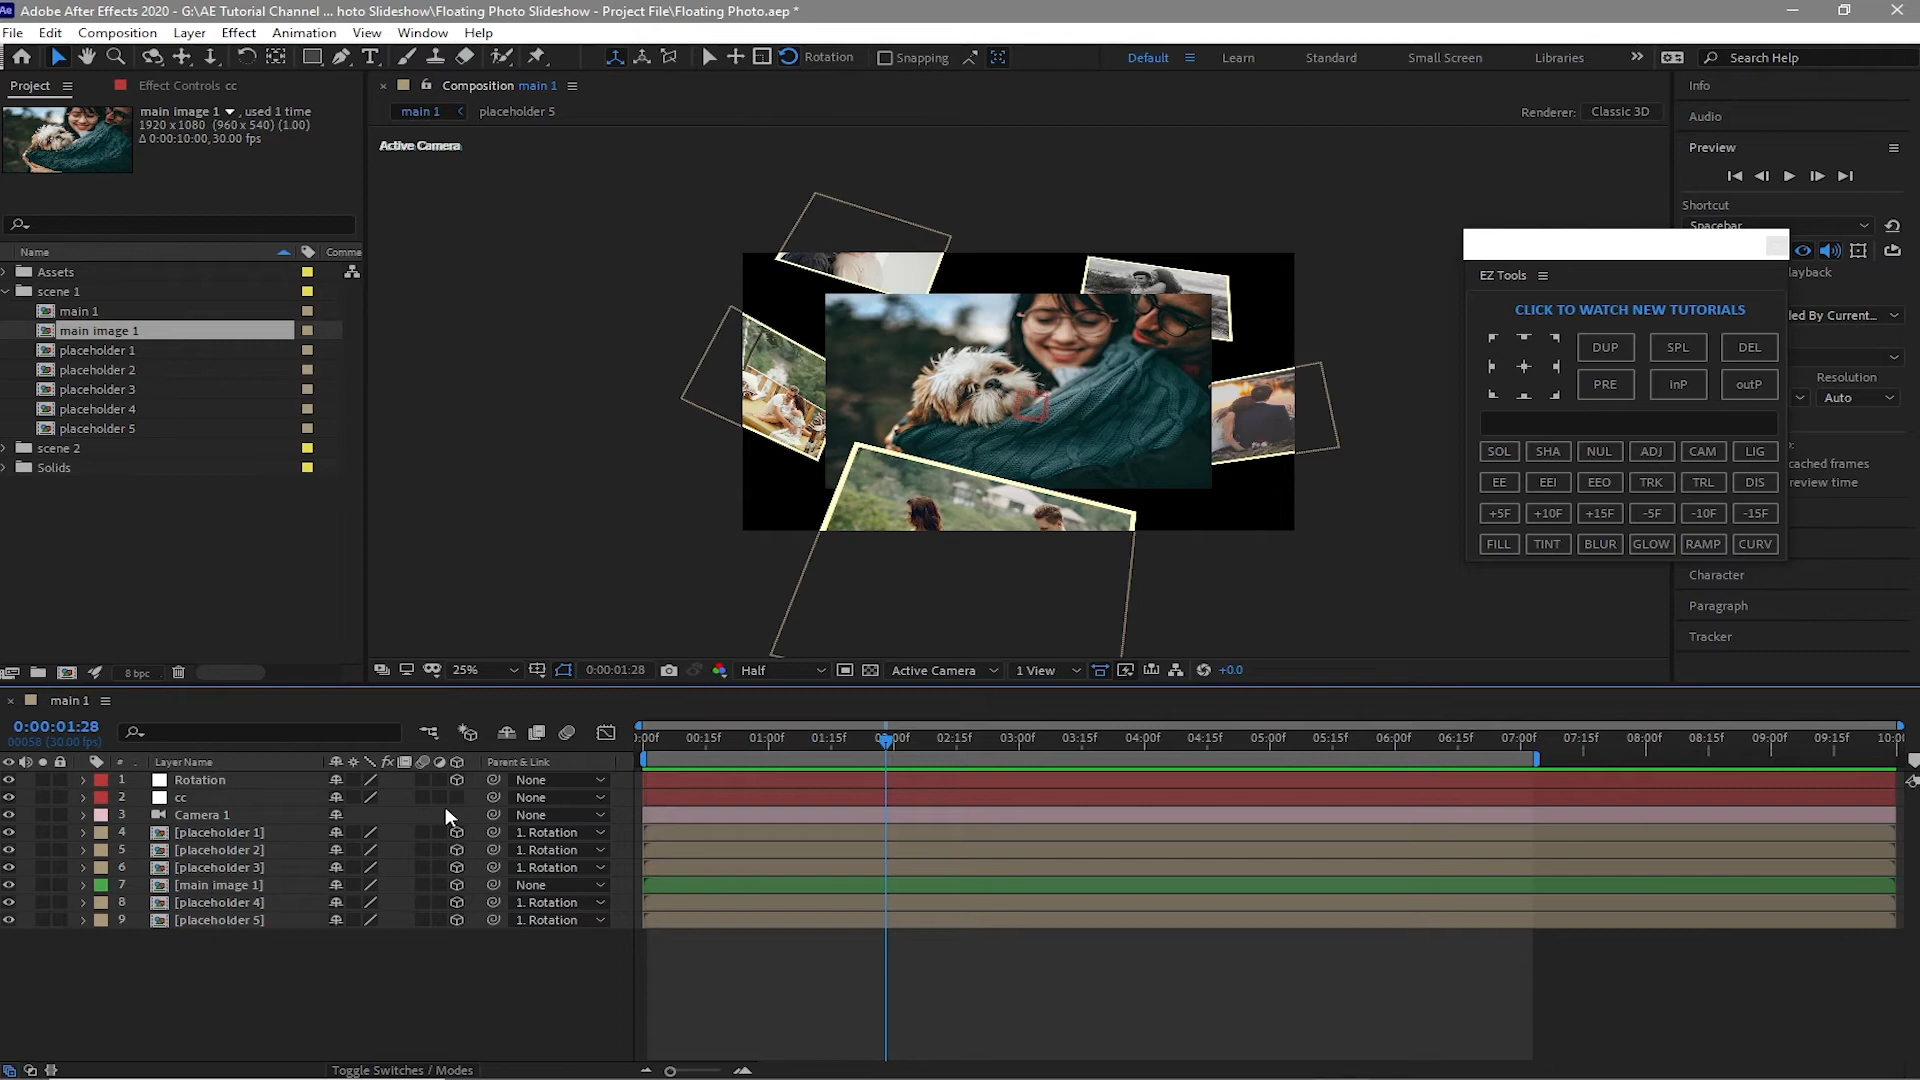 Ae Adobe After Effects 2020 - G:\AE Tutorial Channel ... hoto Slideshow\Floating Photo Slideshow - Project File\Floating Photo.aep *
File Edit Composition Layer Effect Animation View Window Help
Rotation Snapping Default Learn Standard Small Screen Libraries Search Help
Project Effect Controls cc
Composition main 1
main 1 placeholder 5
Renderer: Classic 3D
Active Camera
main image 1 , used 1 time
1920 x 1080 (960 x 540) (1.00)
Δ 0:00:10:00, 30.00 fps
Name Comme
Assets
scene 1
main 1
main image 1
placeholder 1
placeholder 2
placeholder 3
placeholder 4
placeholder 5
scene 2
Solids
8 bpc
25% 0:00:01:28 Half Active Camera 1 View +0.0
Info
Audio
Preview
Shortcut
Spacebar
layback
led By Current...
Resolution
Auto
cached frames
review time
Character
Paragraph
Tracker
EZ Tools
CLICK TO WATCH NEW TUTORIALS
DUP SPL DEL
PRE inP outP
SOL SHA NUL ADJ CAM LIG
EE EEI EEO TRK TRL DIS
+5F +10F +15F -5F -10F -15F
FILL TINT BLUR GLOW RAMP CURV
main 1
0:00:01:28
00058 (30.00 fps)
# Layer Name fx Parent & Link
1 Rotation None
2 cc None
3 Camera 1 None
4 [placeholder 1] 1. Rotation
5 [placeholder 2] 1. Rotation
6 [placeholder 3] 1. Rotation
7 [main image 1] None
8 [placeholder 4] 1. Rotation
9 [placeholder 5] 1. Rotation
:00f 00:15f 01:00f 01:15f 02:00f 02:15f 03:00f 03:15f 04:00f 04:15f 05:00f 05:15f 06:00f 06:15f 07:00f 07:15f 08:00f 08:15f 09:00f 09:15f 10:0
Toggle Switches / Modes